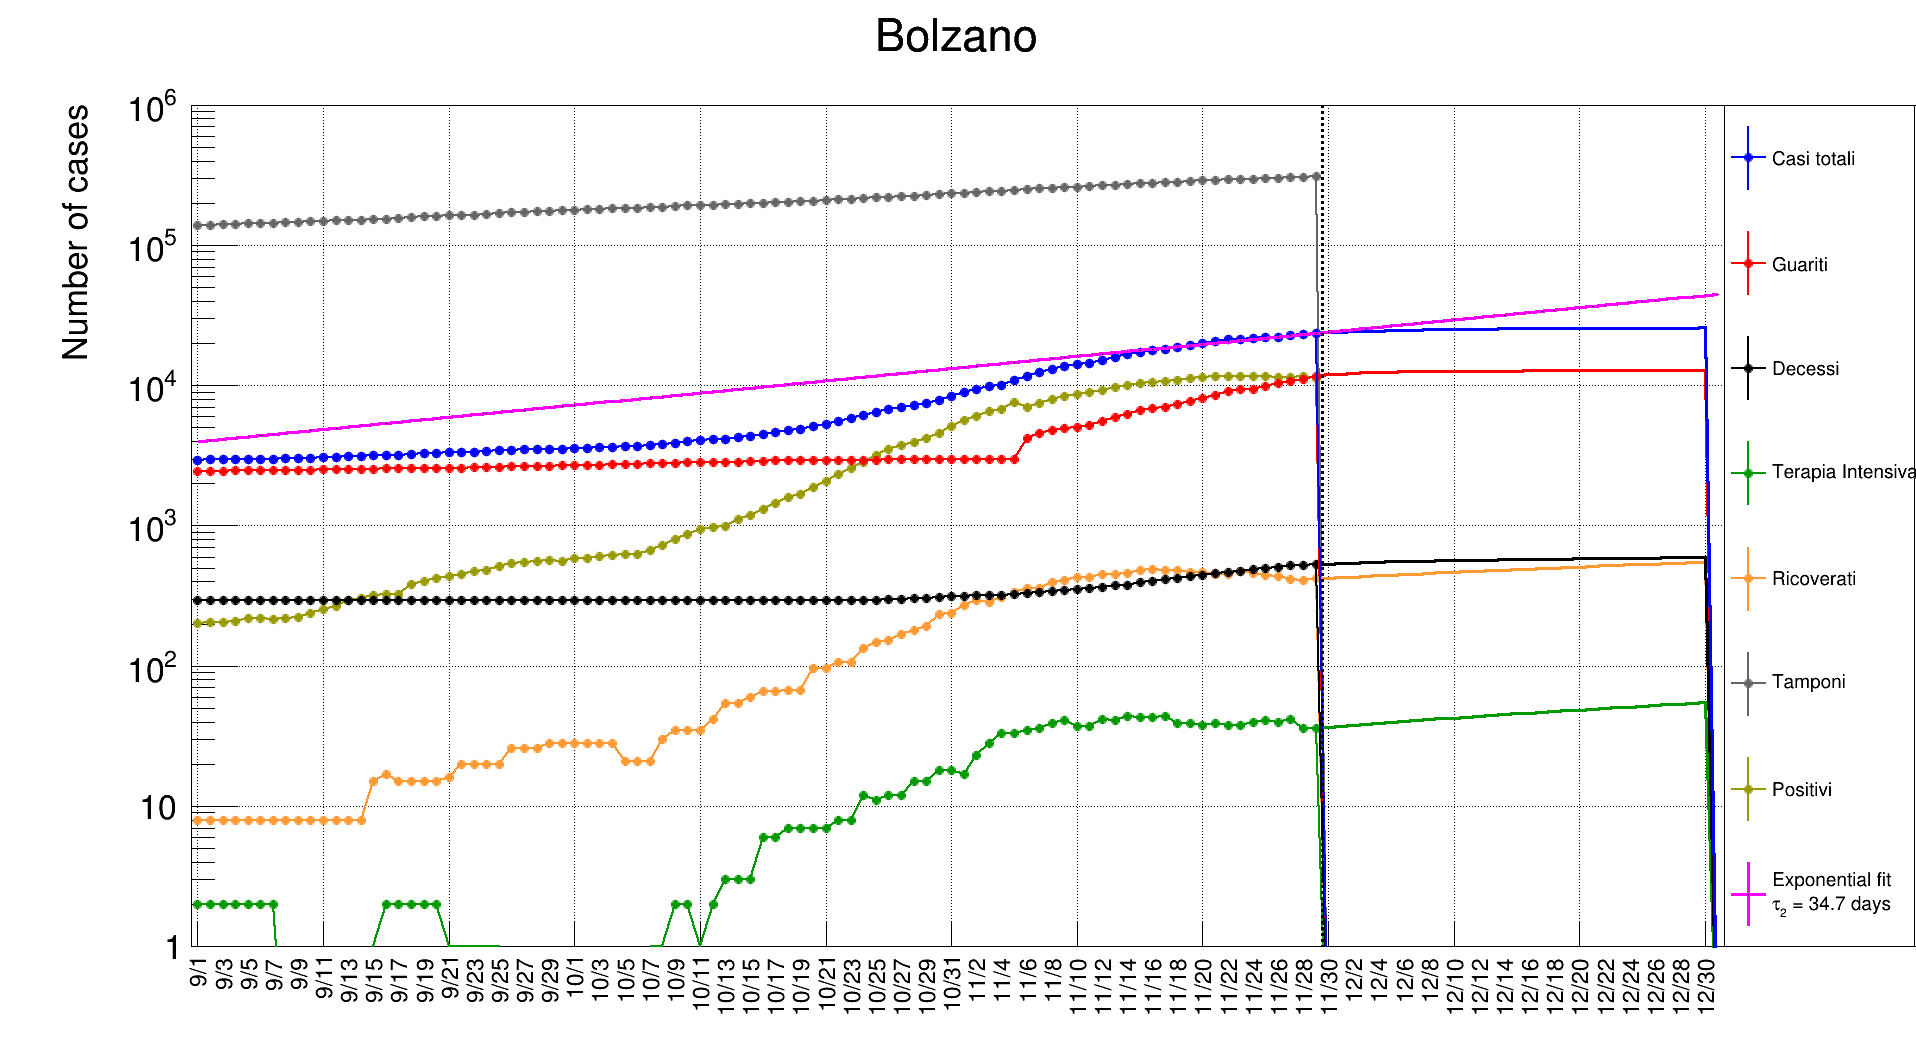 Bolzano
Number of cases
10^6
10^5
10^4
10^3
10^2
10
1
9/1 9/3 9/5 9/7 9/9 9/11 9/13 9/15 9/17 9/19 9/21 9/23 9/25 9/27 9/29 10/1 10/3 10/5 10/7 10/9 10/11 10/13 10/15 10/17 10/19 10/21 10/23 10/25 10/27 10/29 10/31 11/2 11/4 11/6 11/8 11/10 11/12 11/14 11/16 11/18 11/20 11/22 11/24 11/26 11/28 11/30 12/2 12/4 12/6 12/8 12/10 12/12 12/14 12/16 12/18 12/20 12/22 12/24 12/26 12/28 12/30
Casi totali
Guariti
Decessi
Terapia Intensiva
Ricoverati
Tamponi
Positivi
Exponential fit
τ₂ = 34.7 days